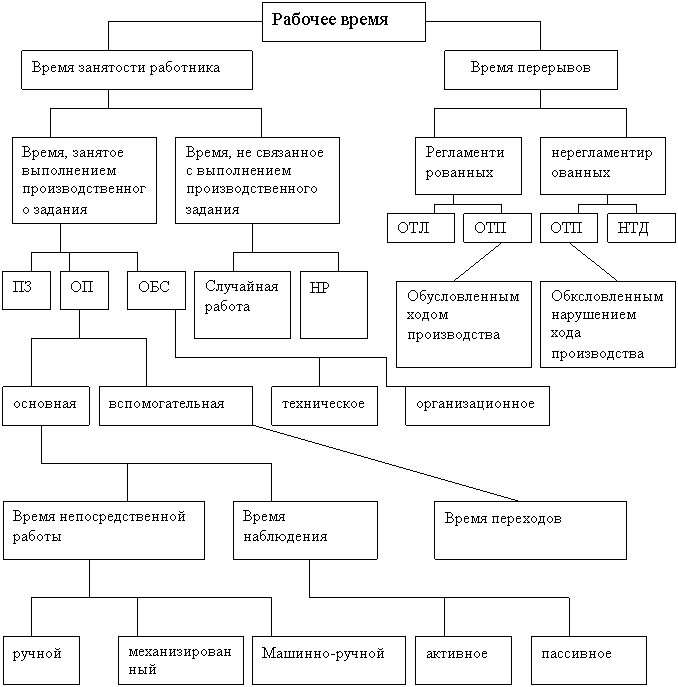 Рабочее время
Время занятости работника
Время перерывов
Время, занятое
выполнением
производственног
о задания
Время, не связанное
с выполнением
производственного
задания
Регламенти
рованных
нерегламентир
ованных
ОТЛ
ОТП
ОТП
НТД
ПЗ
ОП
ОБС
Случайная
работа
НР
Обусловленным
ходом
производства
Обксловленным
нарушением
хода
производства
основная
вспомогательная
техническое
организационное
Время непосредственной
работы
Время
наблюдения
Время переходов
ручной
механизирован
ный
Машинно-ручной
активное
пассивное